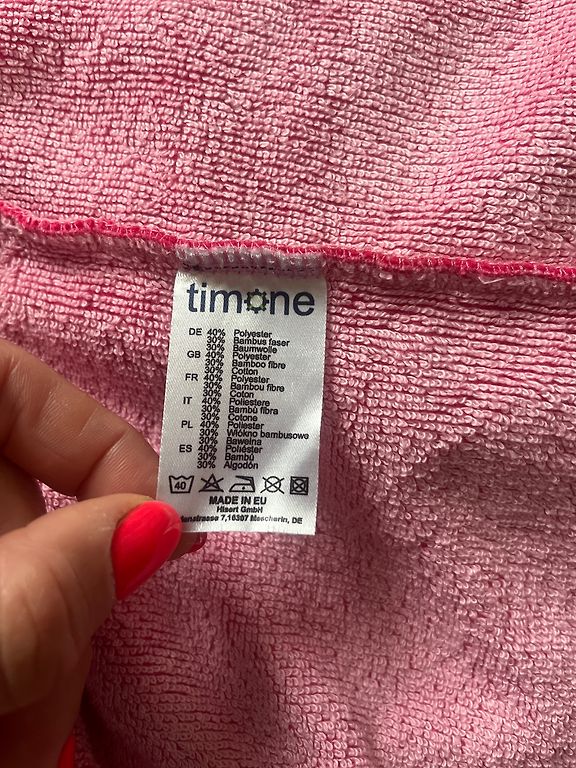 timone
DE 40% Polyester
30% Bambus faser
30% Baumwolle
GB 40% Polyester
30% Bamboo fibre
30% Cotton
FR 40% Polyester
30% Bambou fibre
30% Coton
IT 40% Poliestere
30% Bambù fibra
30% Cotone
PL 40% Poliester
30% Włókno bambusowe
30% Bawełna
ES 40% Poliéster
30% Bambú
30% Algodón
40
MADE IN EU
Hisert GmbH
7,16307 Mescherin, DE